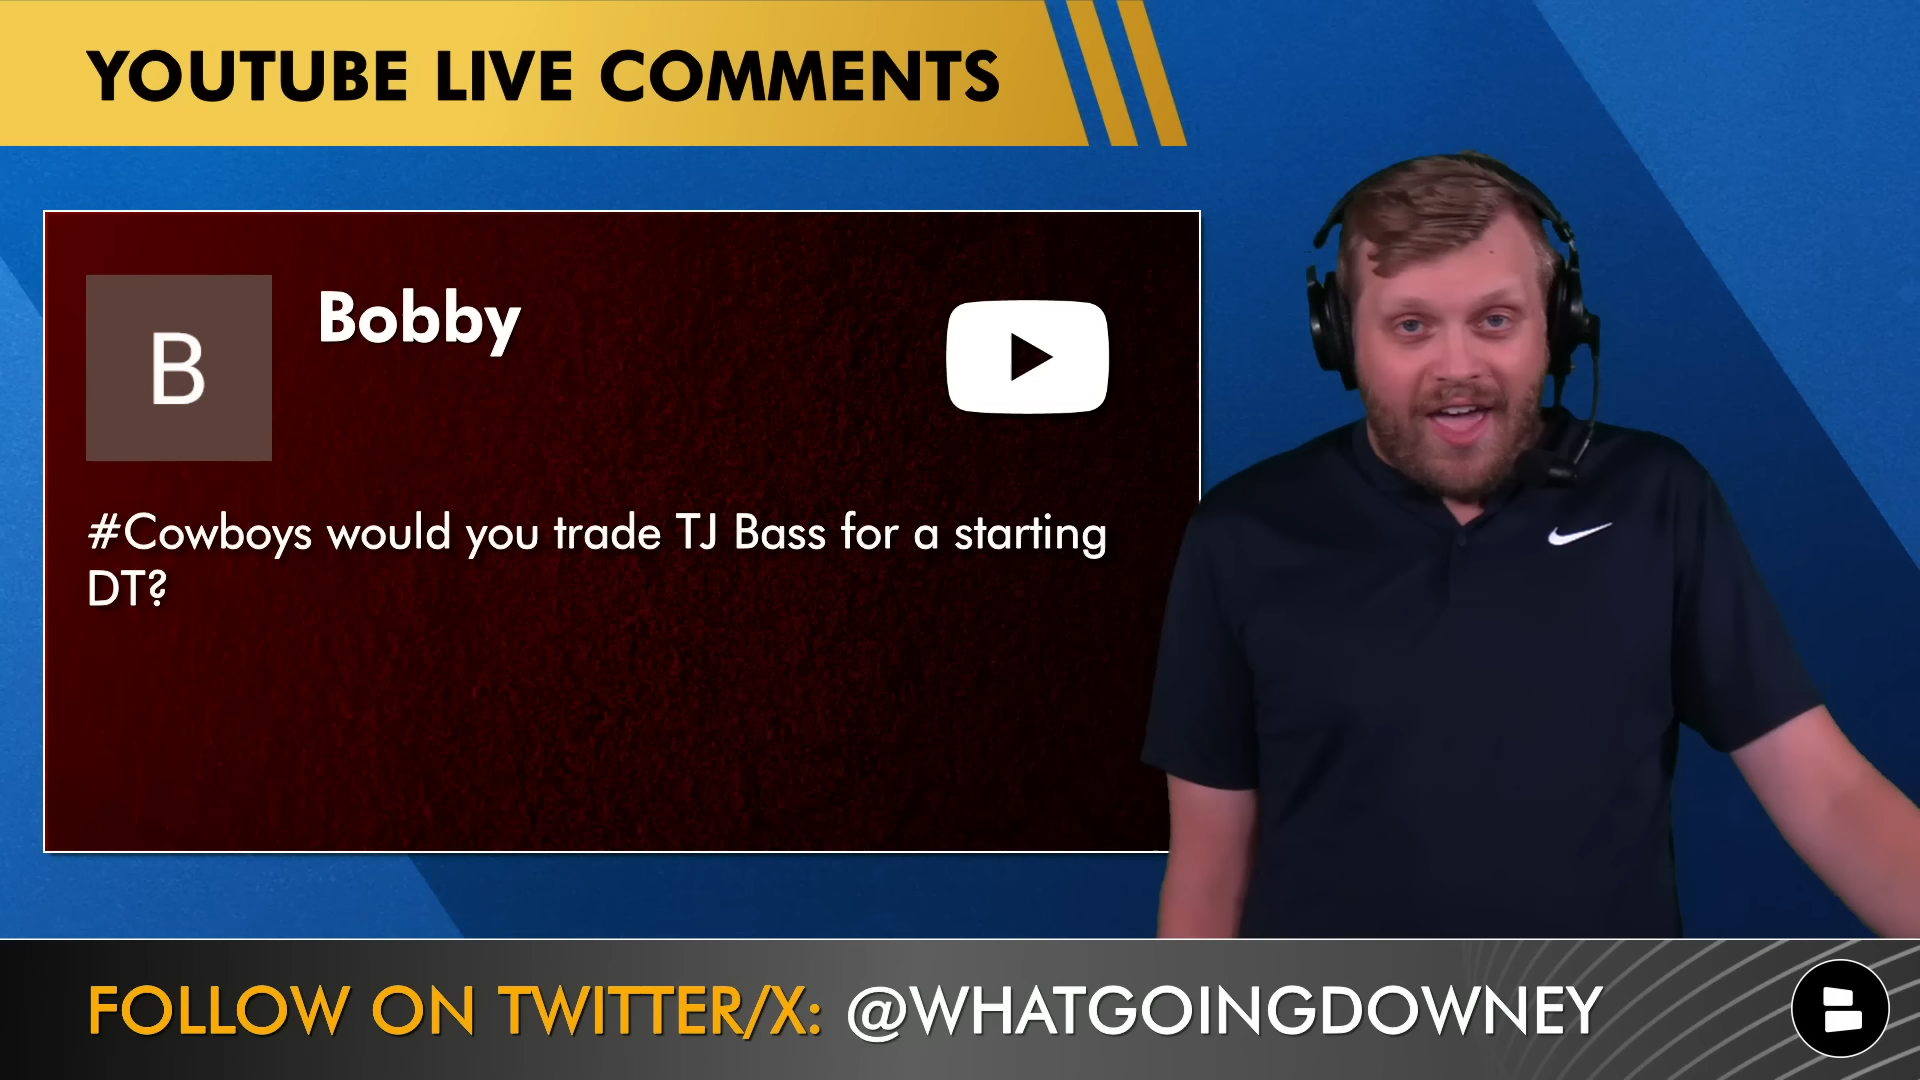 YOUTUBE LIVE COMMENTS
B
Bobby
#Cowboys would you trade TJ Bass for a starting
DT?
FOLLOW ON TWITTER/X: @WHATGOINGDOWNEY